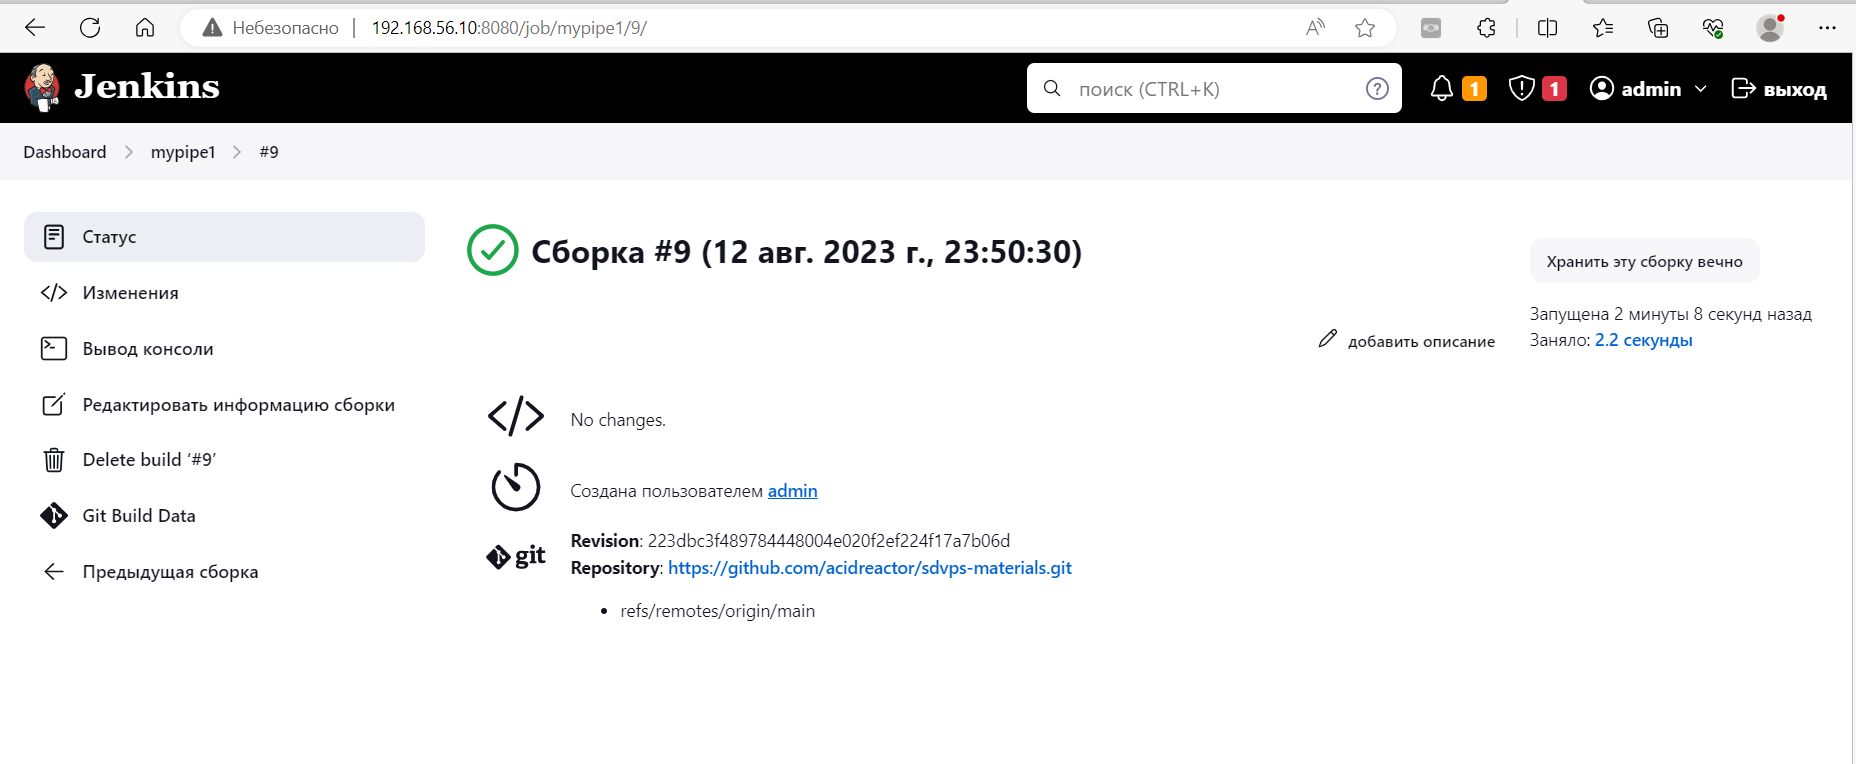 Небезопасно | 192.168.56.10:8080/job/mypipe1/9/
Jenkins
поиск (CTRL+K)
1
1
admin
выход
Dashboard > mypipe1 > #9
Статус
Изменения
Вывод консоли
Редактировать информацию сборки
Delete build ‘#9’
Git Build Data
Предыдущая сборка
Сборка #9 (12 авг. 2023 г., 23:50:30)
Хранить эту сборку вечно
Запущена 2 минуты 8 секунд назад
Заняло: 2.2 секунды
добавить описание
No changes.
Создана пользователем admin
git
Revision: 223dbc3f489784448004e020f2ef224f17a7b06d
Repository: https://github.com/acidreactor/sdvps-materials.git
• refs/remotes/origin/main